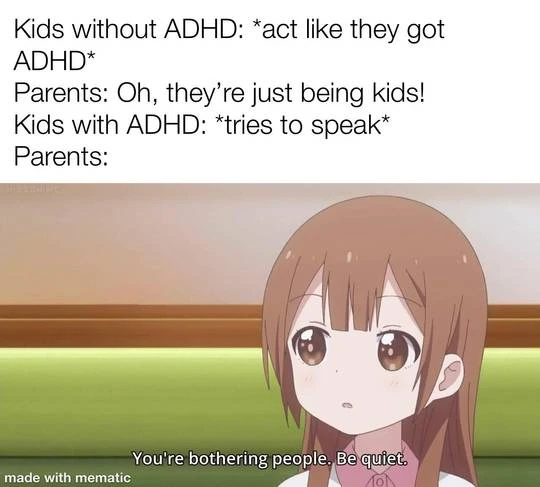 Kids without ADHD: *act like they got
ADHD*
Parents: Oh, they’re just being kids!
Kids with ADHD: *tries to speak*
Parents:
You're bothering people. Be quiet.
made with mematic